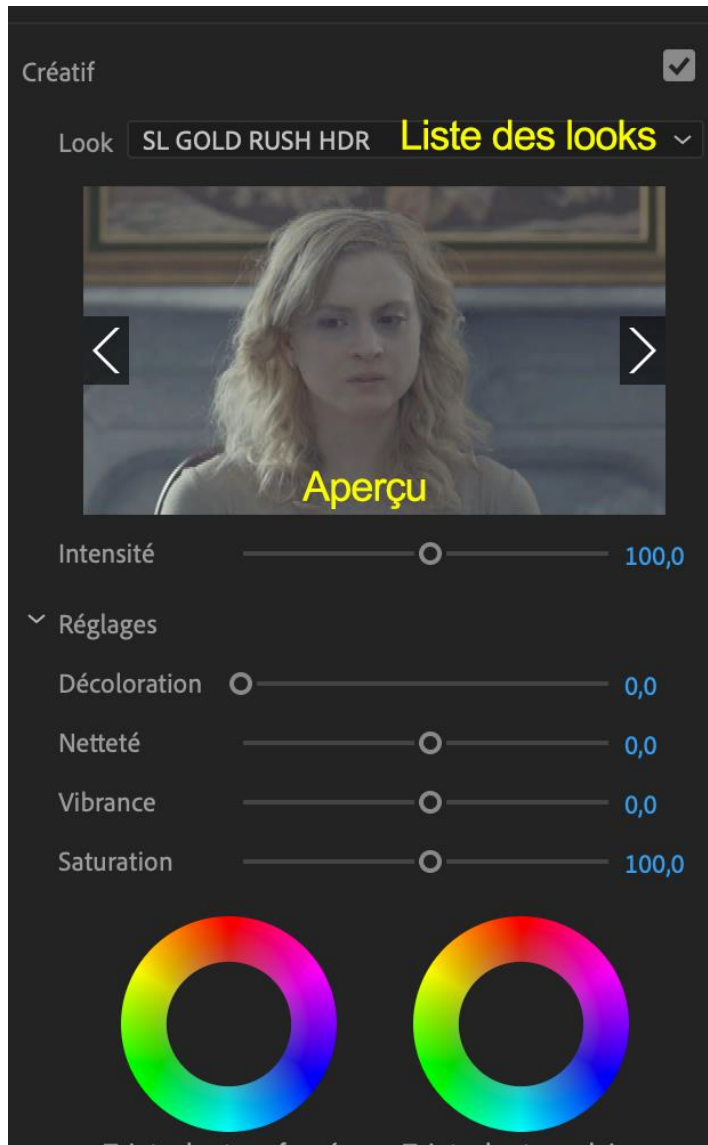 Créatif
Look SL GOLD RUSH HDR Liste des looks
Aperçu
Intensité 100,0
Réglages
Décoloration 0,0
Netteté 0,0
Vibrance 0,0
Saturation 100,0